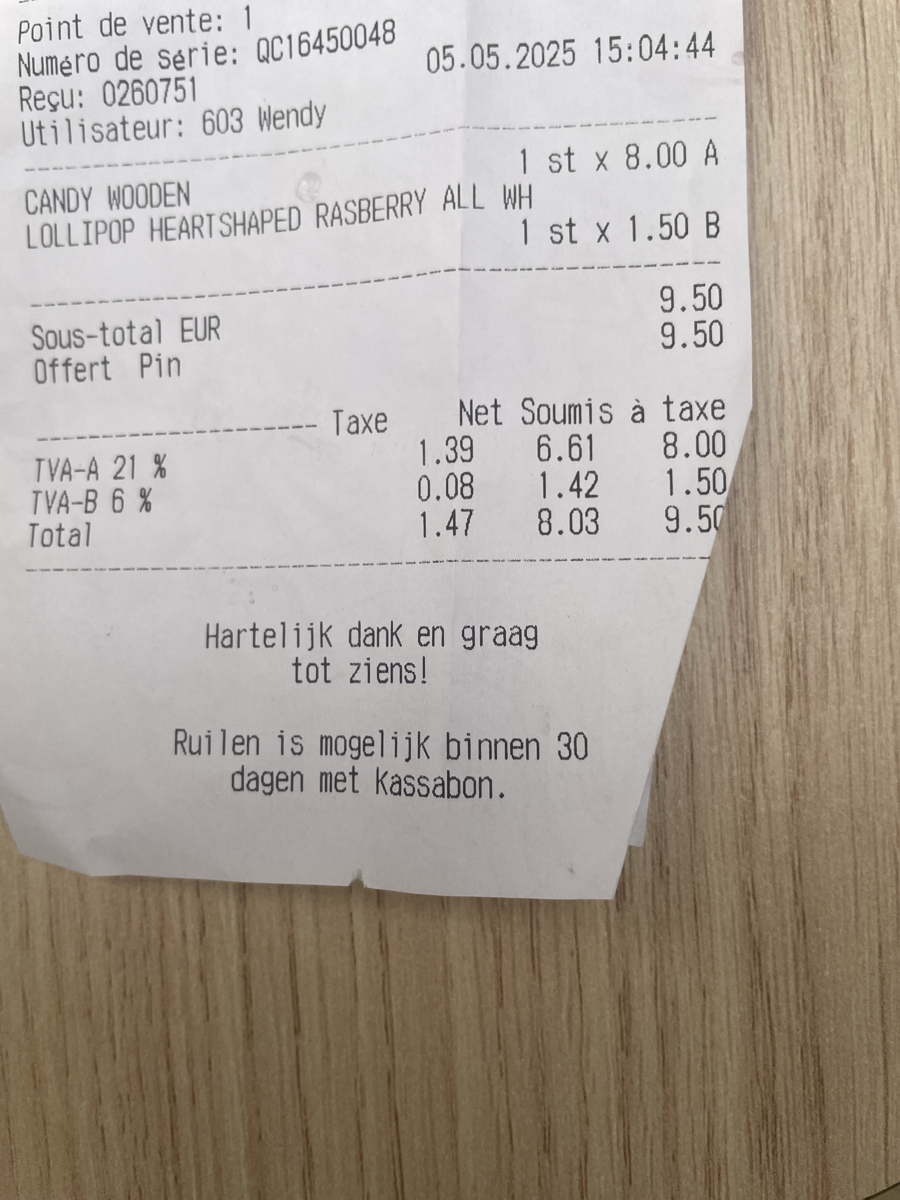 Point de vente: 1
Numéro de série: QC16450048
Reçu: 0260751 05.05.2025 15:04:44
Utilisateur: 603 Wendy
1 st x 8.00 A
CANDY WOODEN
LOLLIPOP HEARTSHAPED RASBERRY ALL WH
1 st x 1.50 B
9.50
Sous-total EUR 9.50
Offert Pin
Taxe Net Soumis à taxe
TVA-A 21 % 1.39 6.61 8.00
TVA-B 6 % 0.08 1.42 1.50
Total 1.47 8.03 9.50
Hartelijk dank en graag
tot ziens!
Ruilen is mogelijk binnen 30
dagen met kassabon.